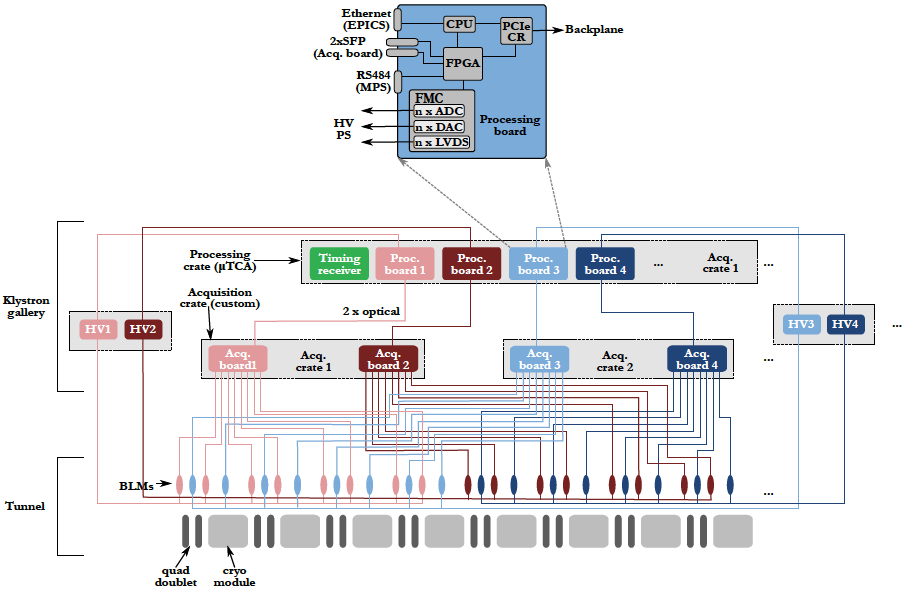 Ethernet
(EPICS)
2xSFP
(Acq. board)
RS484
(MPS)
CPU
PCIe
CR
Backplane
FPGA
FMC
n x ADC
n x DAC
n x LVDS
HV
PS
Processing
board
Klystron
gallery
Processing
crate (μTCA)
Timing
receiver
Proc.
board 1
Proc.
board 2
Proc.
board 3
Proc.
board 4
...
Acq.
crate 1
...
Acquisition
crate (custom)
2 x optical
HV1
HV2
HV3
HV4
...
Acq.
board1
Acq.
crate 1
Acq.
board 2
Acq.
board 3
Acq.
crate 2
Acq.
board 4
...
Tunnel
BLMs
...
quad
doublet
cryo
module